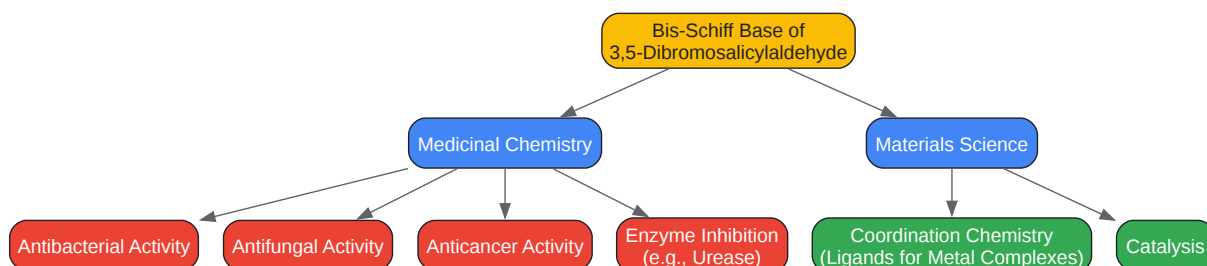 Bis-Schiff Base of
3,5-Dibromosalicylaldehyde
Medicinal Chemistry
Materials Science
Antibacterial Activity
Antifungal Activity
Anticancer Activity
Enzyme Inhibition
(e.g., Urease)
Coordination Chemistry
(Ligands for Metal Complexes)
Catalysis